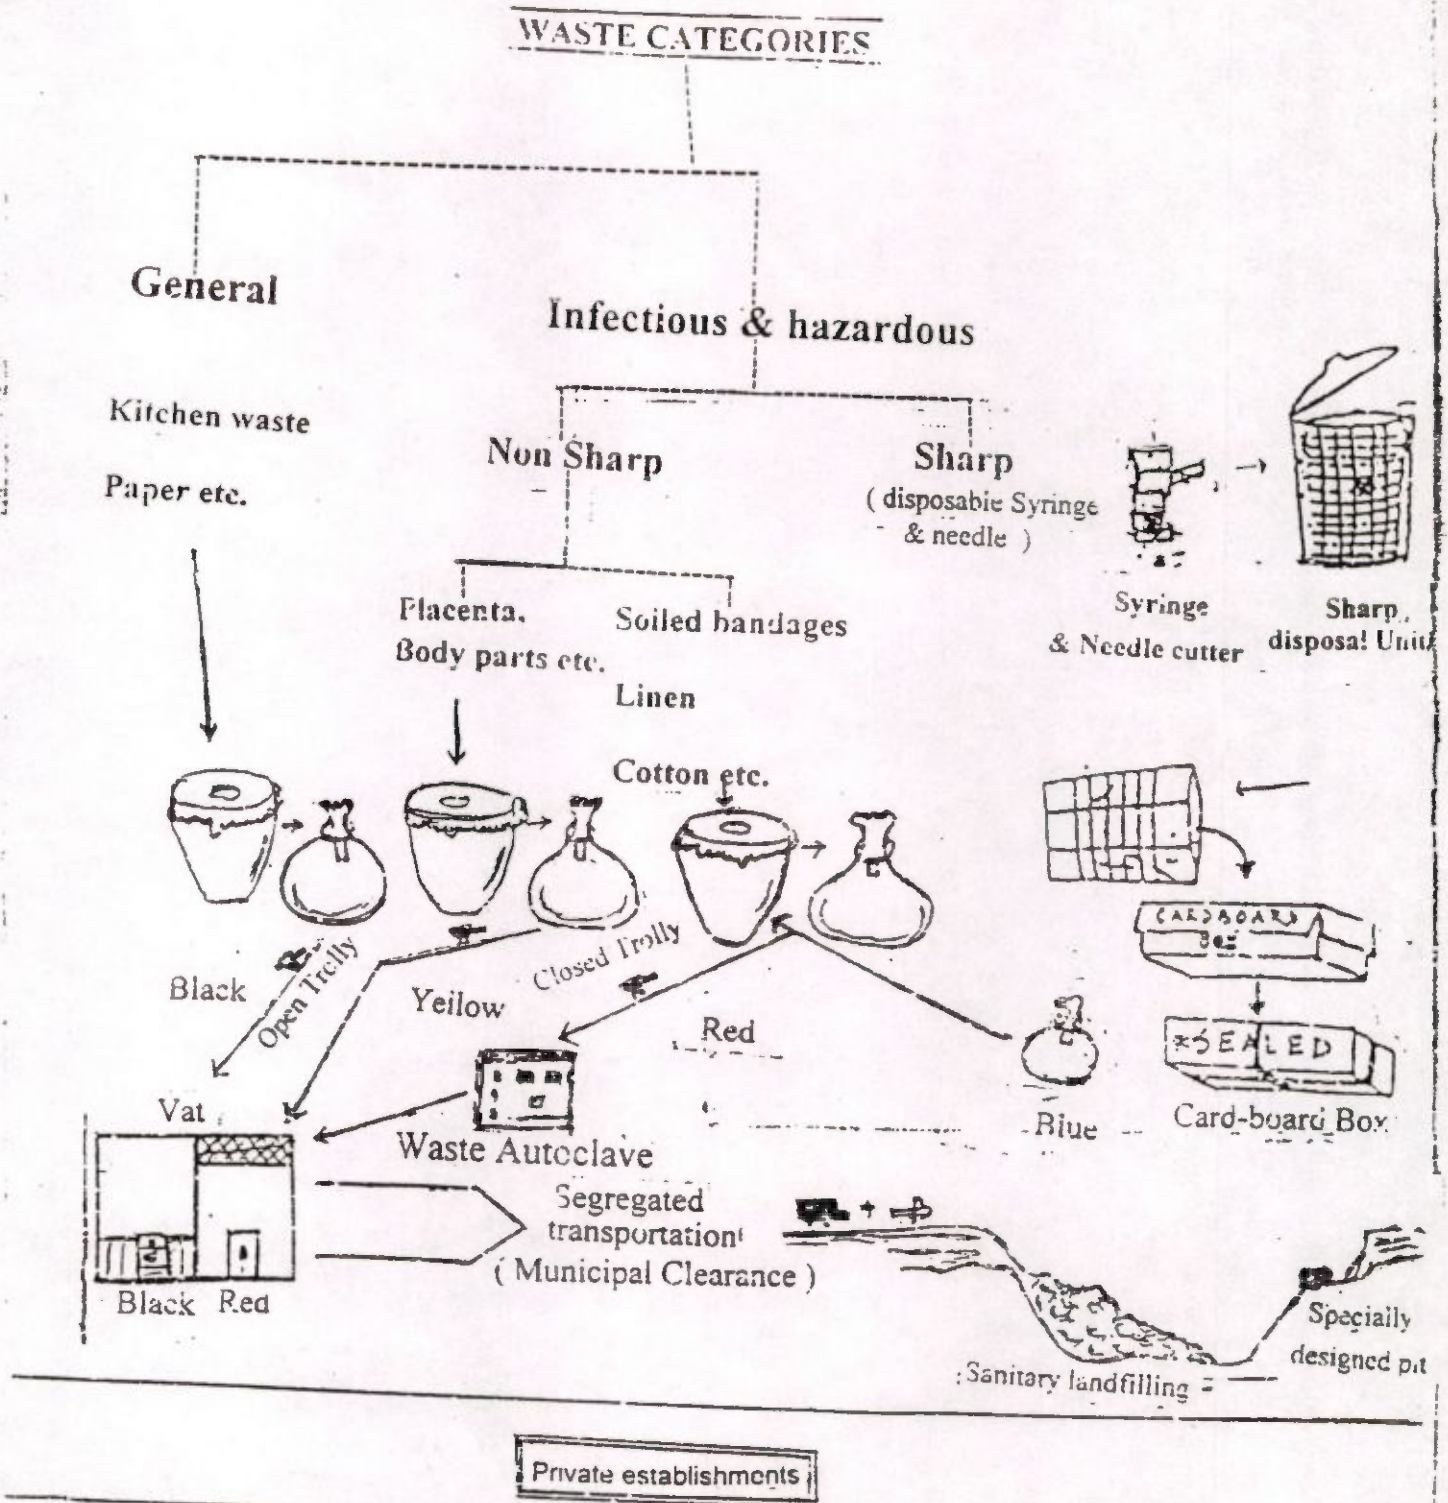 WASTE CATEGORIES
General
Infectious & hazardous
Kitchen waste
Paper etc.
Non Sharp
Sharp
( disposable Syringe
& needle )
Syringe
& Needle cutter
Sharp
disposal Unit
Placenta,
Body parts etc.
Soiled bandages
Linen
Cotton etc.
Black
Open Trolly
Yellow
Closed Trolly
Red
CARDBOARD
BOX
SEALED
Blue
Card-board Box
Vat
Waste Autoclave
Black Red
Segregated
transportation
( Municipal Clearance )
Sanitary landfilling
Specially
designed pit
Private establishments